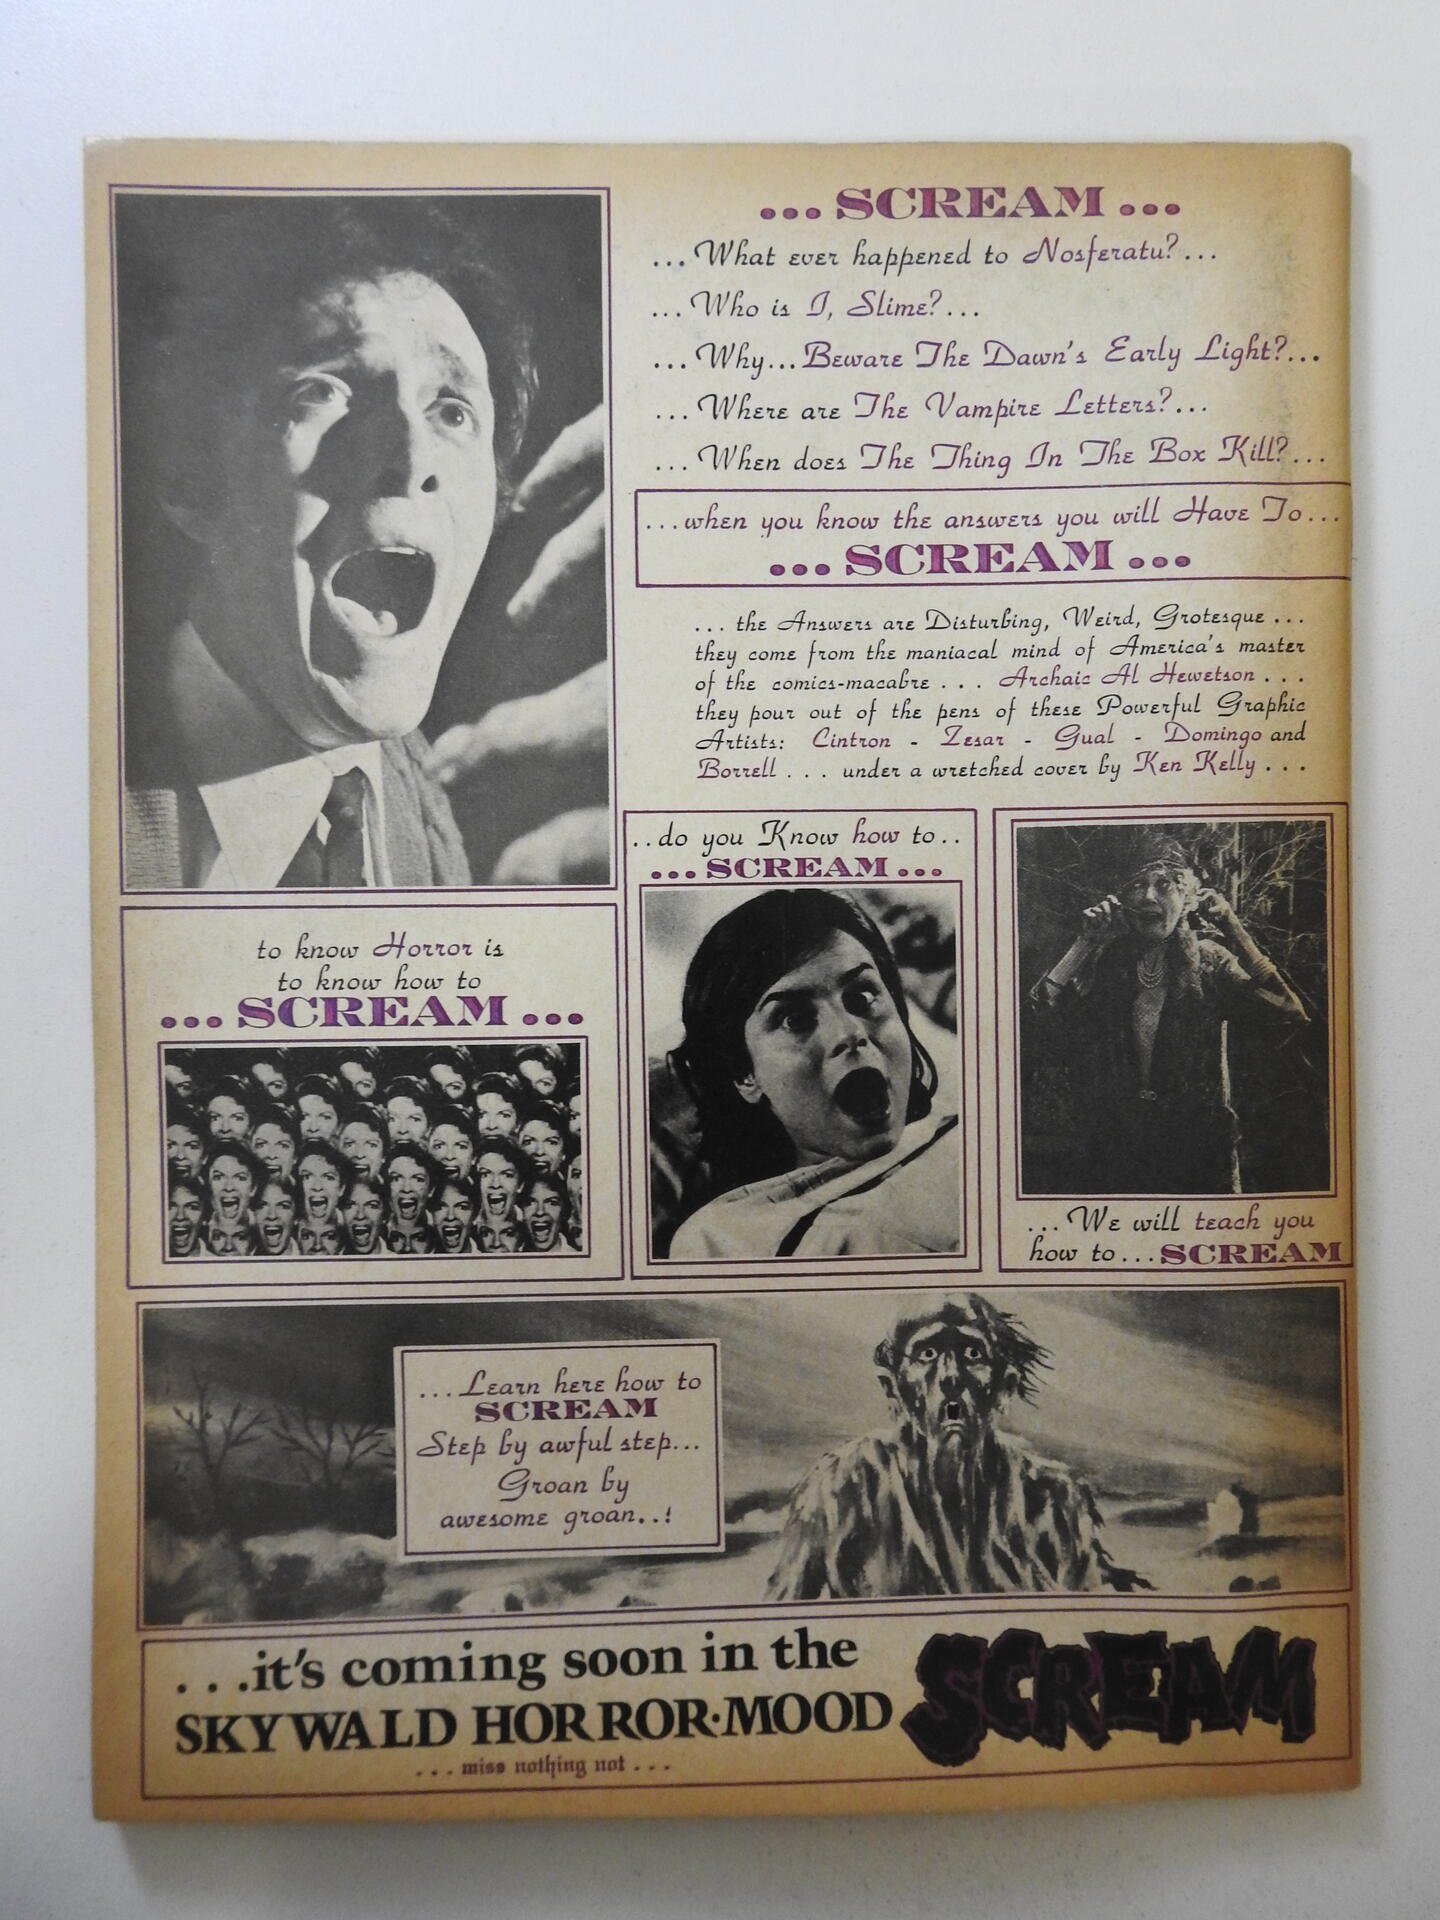 ... SCREAM ...
...What ever happened to Nosferatu?...
...Who is I, Slime?...
...Why...Beware The Dawn's Early Light?...
...Where are The Vampire Letters?...
...When does The Thing In The Box Kill?...
...when you know the answers you will Have To...
... SCREAM ...
... the Answers are Disturbing, Weird, Grotesque ...
they come from the maniacal mind of America's master
of the comics-macabre . . . Archaic Al Hewetson . . .
they pour out of the pens of these Powerful Graphic
Artists: Cintron - Zesar - Gual - Domingo and
Borrell . . . under a wretched cover by Ken Kelly . . .
..do you Know how to..
... SCREAM ...
to know Horror is
to know how to
... SCREAM ...
...We will teach you
how to...SCREAM
...Learn here how to
SCREAM
Step by awful step...
Groan by
awesome groan..!
...it's coming soon in the
SKYWALD HORROR·MOOD
SCREAM
... miss nothing not ...